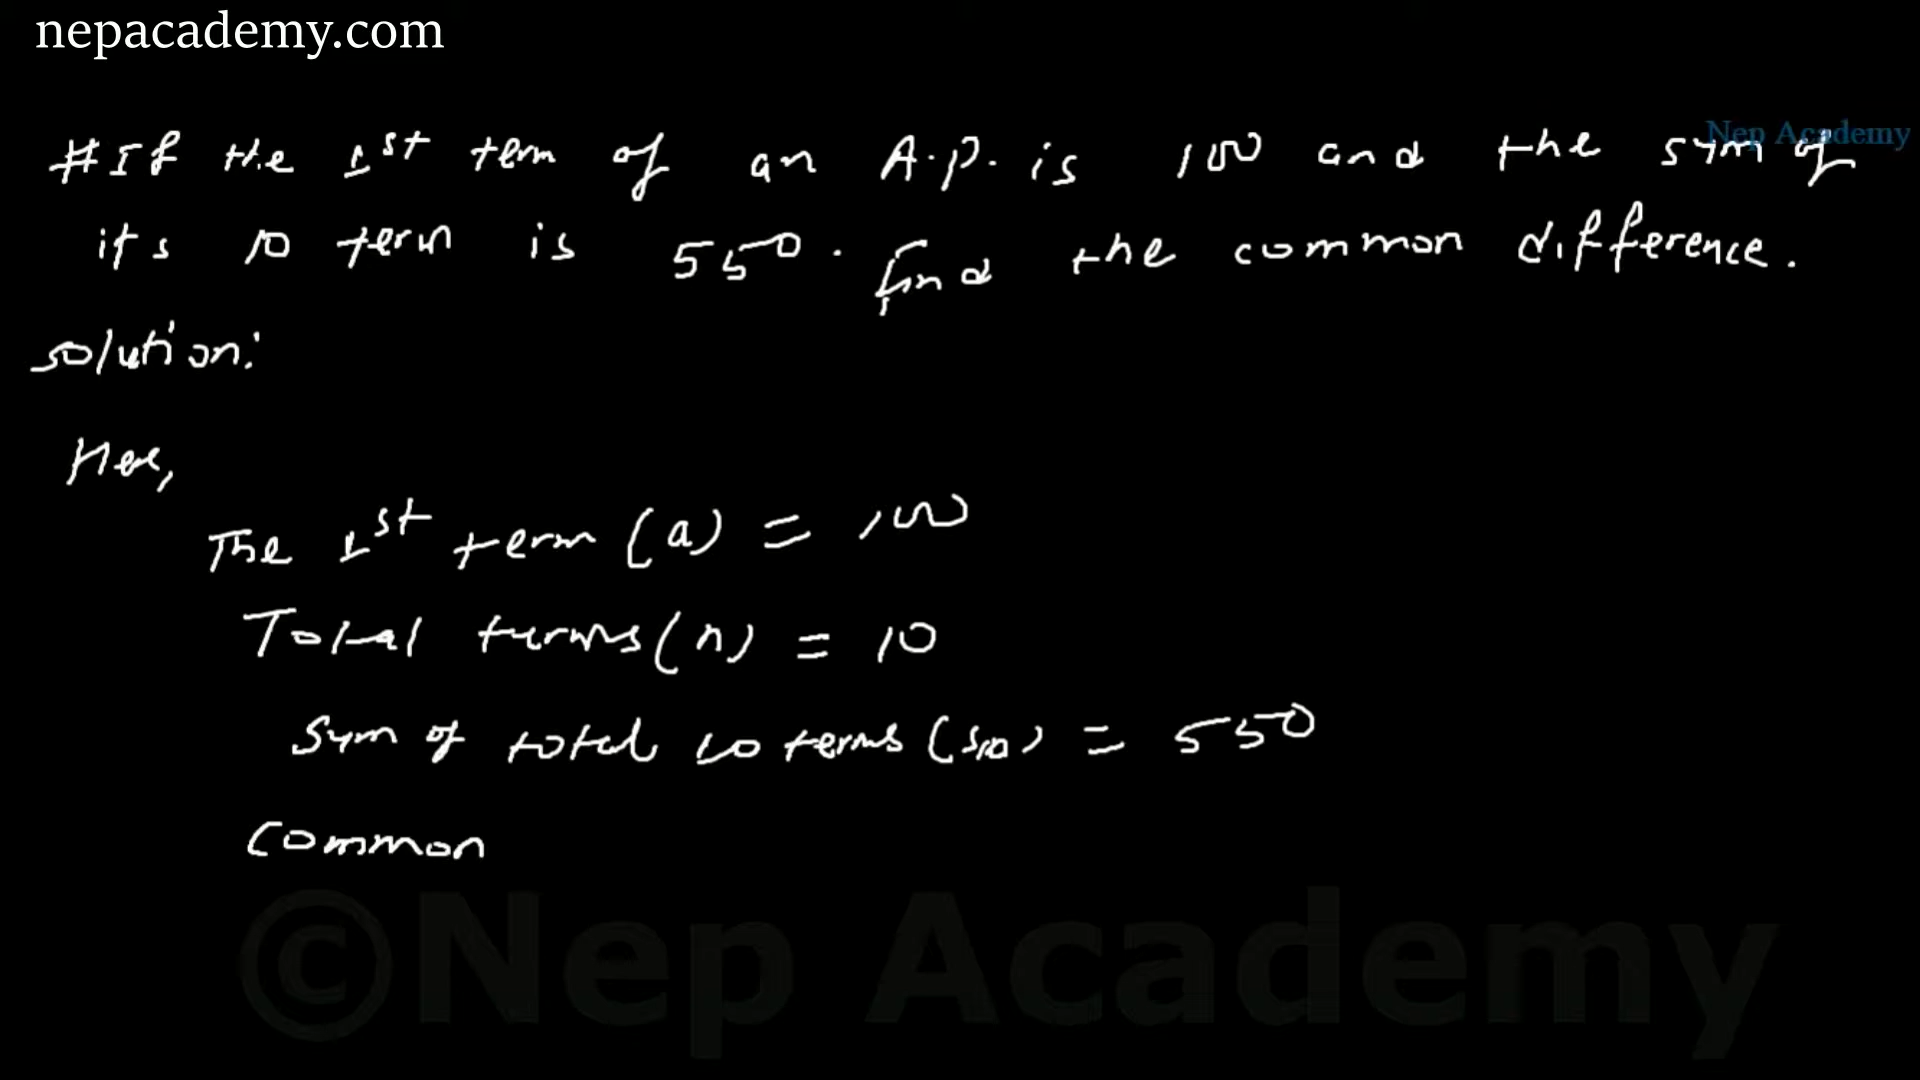 nepacademy.com
Nep Academy
#If the 1st term of an A.P. is 100 and the sum of
its 10 term is 550. find the common difference.
solution:
Here,
The 1st term (a) = 100
Total terms (n) = 10
Sum of total 10 terms (S10) = 550
Common
©Nep Academy